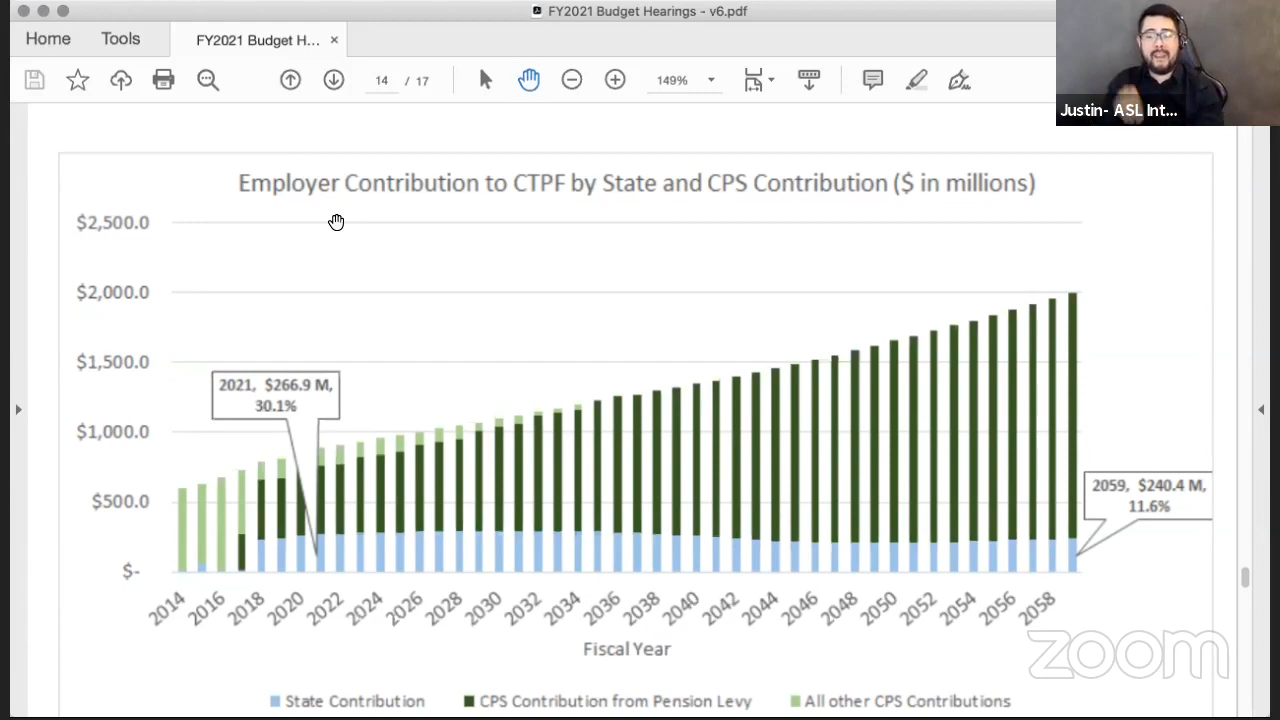 FY2021 Budget Hearings - v6.pdf
Home
Tools
FY2021 Budget H... ×
14 / 17
149%
Justin- ASL Int...
Employer Contribution to CTPF by State and CPS Contribution ($ in millions)
$2,500.0
$2,000.0
$1,500.0
$1,000.0
$500.0
$-
2021, $266.9 M,
30.1%
2059, $240.4 M,
11.6%
2014 2016 2018 2020 2022 2024 2026 2028 2030 2032 2034 2036 2038 2040 2042 2044 2046 2048 2050 2052 2054 2056 2058
Fiscal Year
zoom
State Contribution CPS Contribution from Pension Levy All other CPS Contributions